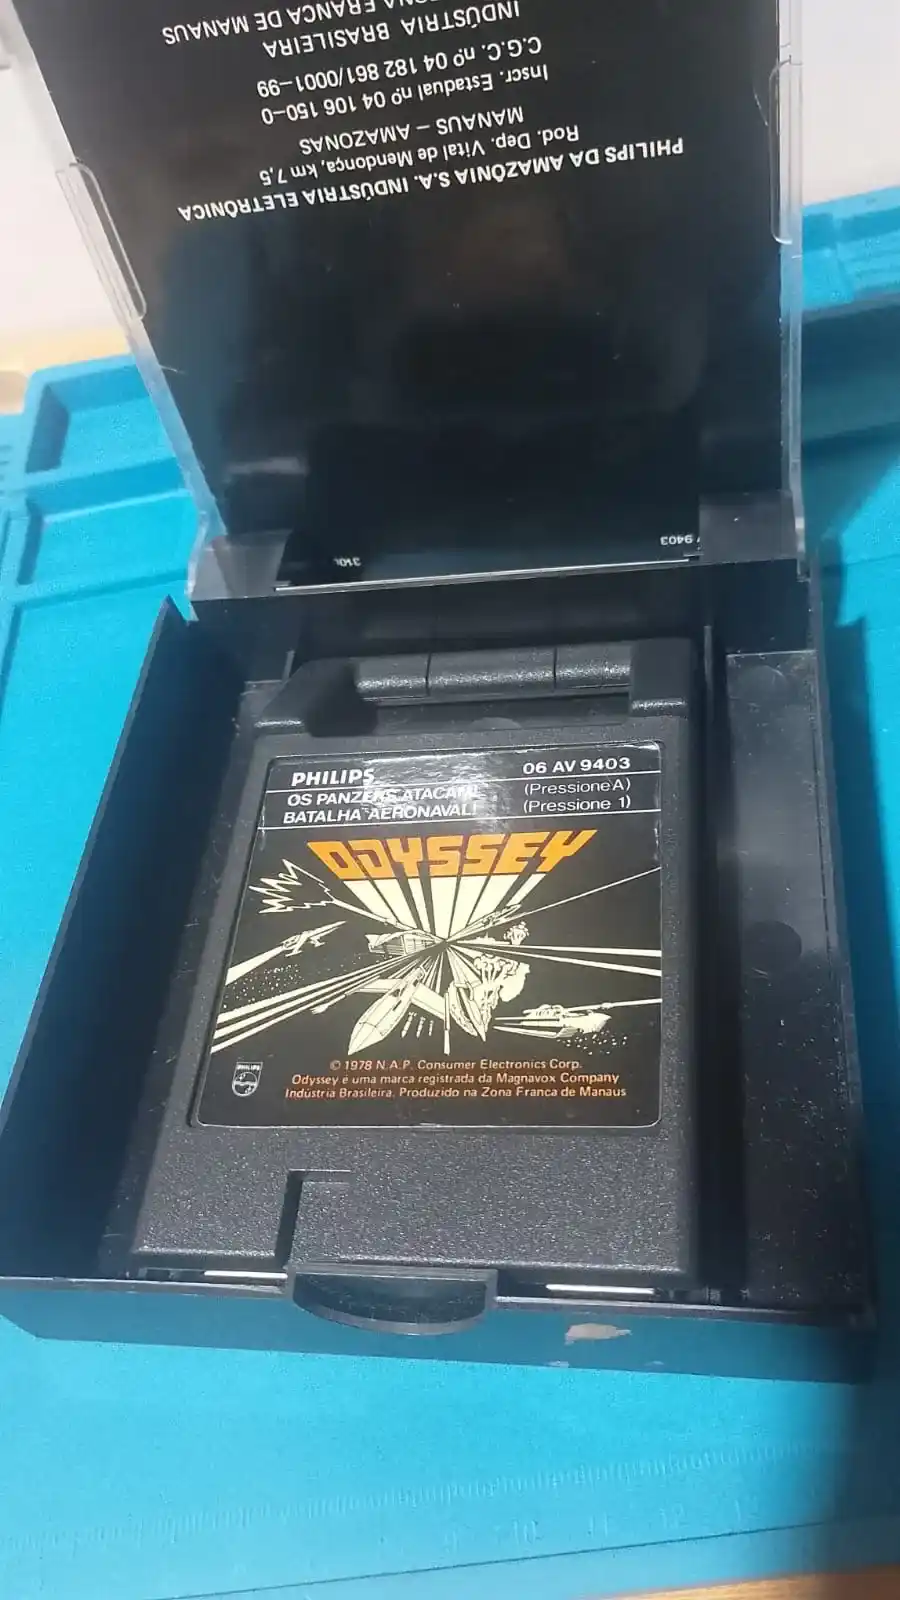 PHILIPS DA AMAZÔNIA S.A. INDÚSTRIA ELETRÔNICA
Rod. Dep. Vital de Mendonça, km 7,5
MANAUS – AMAZONAS
Inscr. Estadual nº 04 106 150-0
C.G.C. nº 04 182 861/0001-99
INDÚSTRIA BRASILEIRA
ZONA FRANCA DE MANAUS
9403
PHILIPS
06 AV 9403
OS PANZERS ATACAM!
(Pressione A)
BATALHA AERONAVAL!
(Pressione 1)
ODYSSEY
PHILIPS
© 1978 N.A.P. Consumer Electronics Corp.
Odyssey é uma marca registrada da Magnavox Company
Indústria Brasileira. Produzido na Zona Franca de Manaus
10 11 12